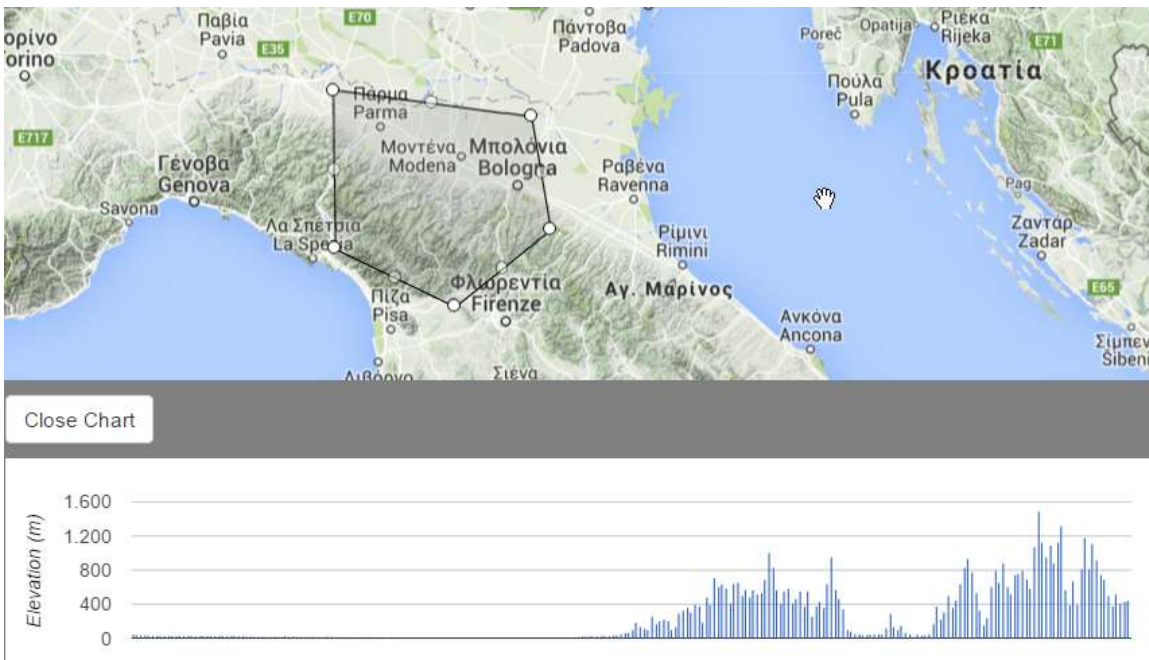 Παβία
Pavia
E70
E35
Πάντοβα
Padova
Poreč
Opatija
Ριέκα
Rijeka
E71
ορίνο
orino
Πούλα
Pula
Κροατία
Πάρμα
Parma
E717
Μοντένα
Modena
Μπολόνια
Bologna
Γένοβα
Genova
Ραβένα
Ravenna
Pag
Savona
Λα Σπέτσια
La Spezia
Ζαντάρ
Zadar
Ρίμινι
Rimini
Φλωρεντία
Firenze
Πίζα
Pisa
Αγ. Μαρίνος
E65
Ανκόνα
Ancona
Σίμπεν
Šibeni
Λιβόρνο
Σιένα
Close Chart
Elevation (m)
1.600
1.200
800
400
0